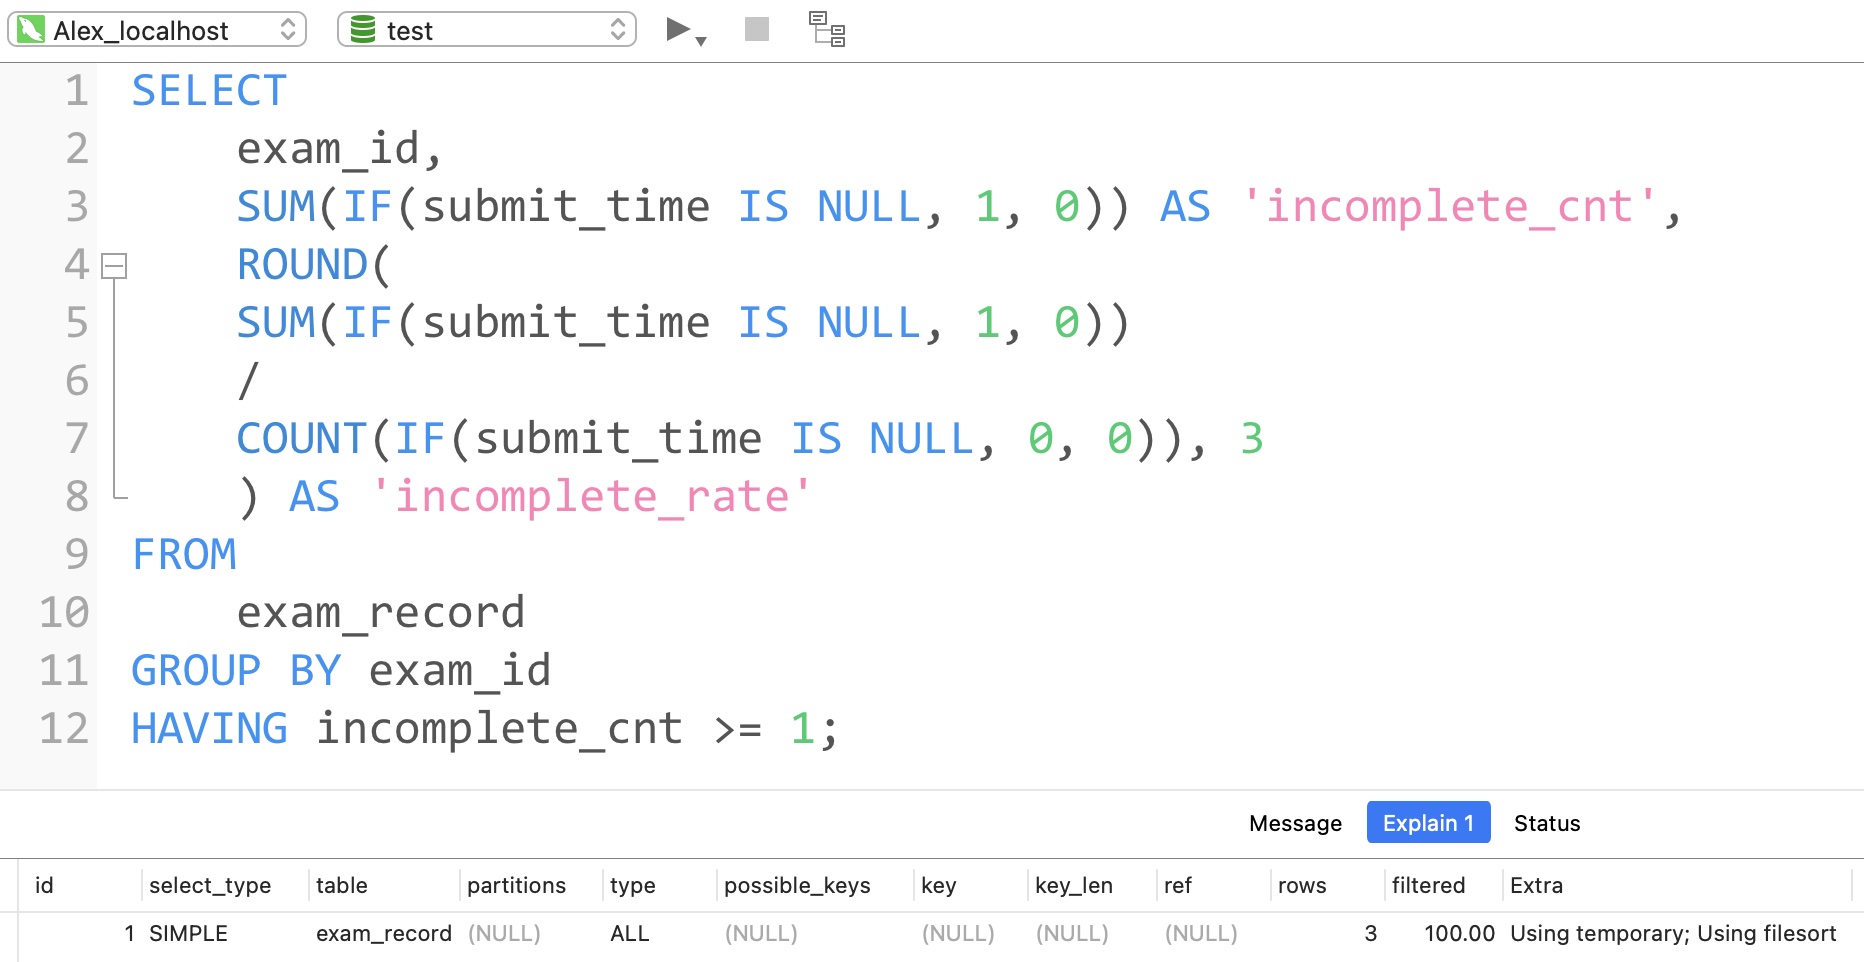 Alex_localhost test
1 SELECT
2 exam_id,
3 SUM(IF(submit_time IS NULL, 1, 0)) AS 'incomplete_cnt',
4 ROUND(
5 SUM(IF(submit_time IS NULL, 1, 0))
6 /
7 COUNT(IF(submit_time IS NULL, 0, 0)), 3
8 ) AS 'incomplete_rate'
9 FROM
10 exam_record
11 GROUP BY exam_id
12 HAVING incomplete_cnt >= 1;
Message Explain 1 Status
id select_type table partitions type possible_keys key key_len ref rows filtered Extra
1 SIMPLE exam_record (NULL) ALL (NULL) (NULL) (NULL) (NULL) 3 100.00 Using temporary; Using filesort